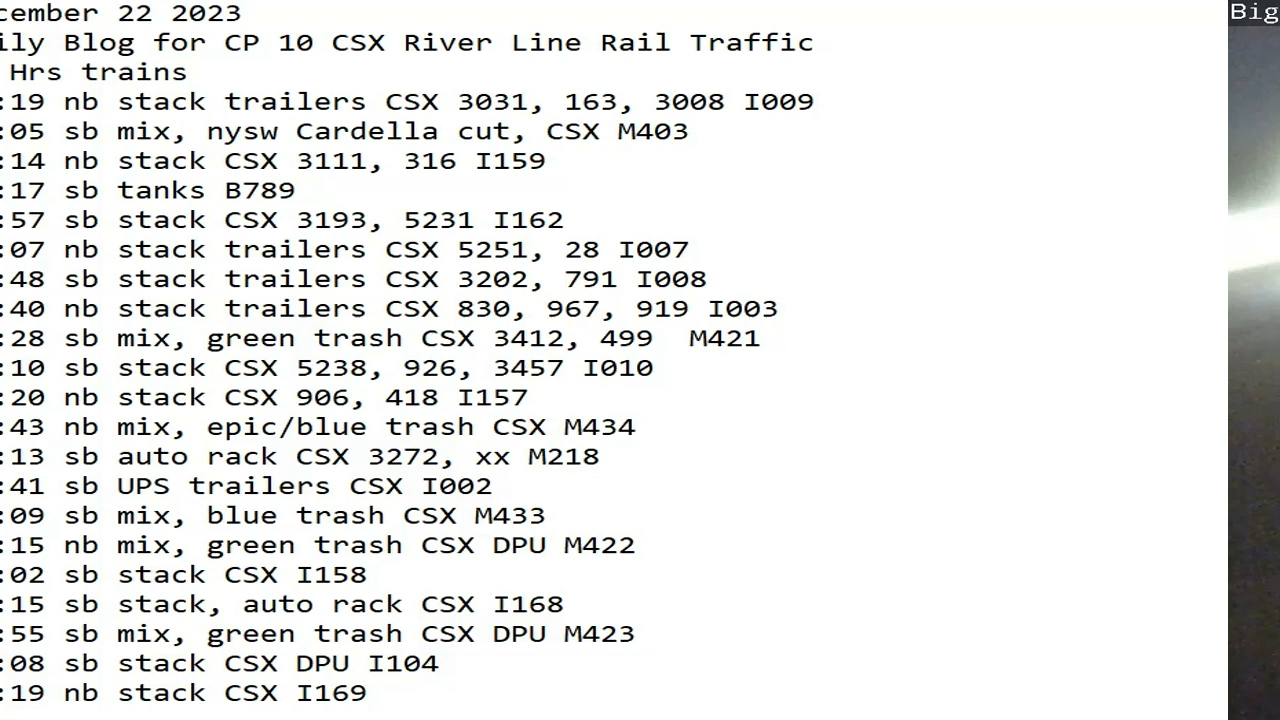 cember 22 2023
ily Blog for CP 10 CSX River Line Rail Traffic
Hrs trains
:19 nb stack trailers CSX 3031, 163, 3008 I009
:05 sb mix, nysw Cardella cut, CSX M403
:14 nb stack CSX 3111, 316 I159
:17 sb tanks B789
:57 sb stack CSX 3193, 5231 I162
:07 nb stack trailers CSX 5251, 28 I007
:48 sb stack trailers CSX 3202, 791 I008
:40 nb stack trailers CSX 830, 967, 919 I003
:28 sb mix, green trash CSX 3412, 499  M421
:10 sb stack CSX 5238, 926, 3457 I010
:20 nb stack CSX 906, 418 I157
:43 nb mix, epic/blue trash CSX M434
:13 sb auto rack CSX 3272, xx M218
:41 sb UPS trailers CSX I002
:09 sb mix, blue trash CSX M433
:15 nb mix, green trash CSX DPU M422
:02 sb stack CSX I158
:15 sb stack, auto rack CSX I168
:55 sb mix, green trash CSX DPU M423
:08 sb stack CSX DPU I104
:19 nb stack CSX I169
Big